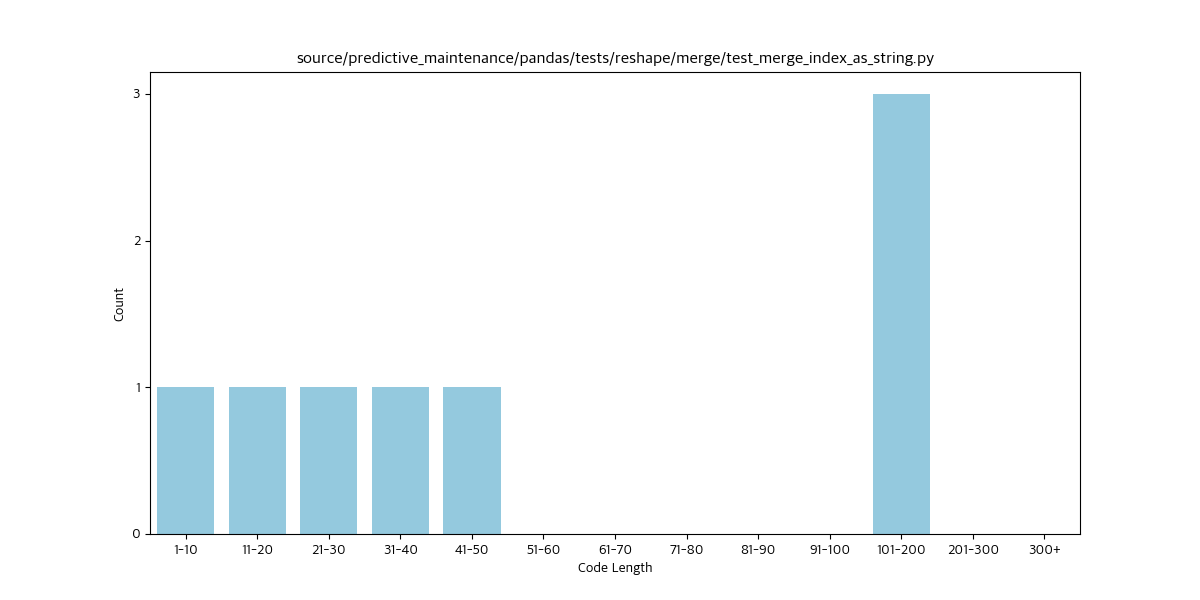 source/predictive_maintenance/pandas/tests/reshape/merge/test_merge_index_as_string.py
3
2
1
0
Count
1-10 11-20 21-30 31-40 41-50 51-60 61-70 71-80 81-90 91-100 101-200 201-300 300+
Code Length